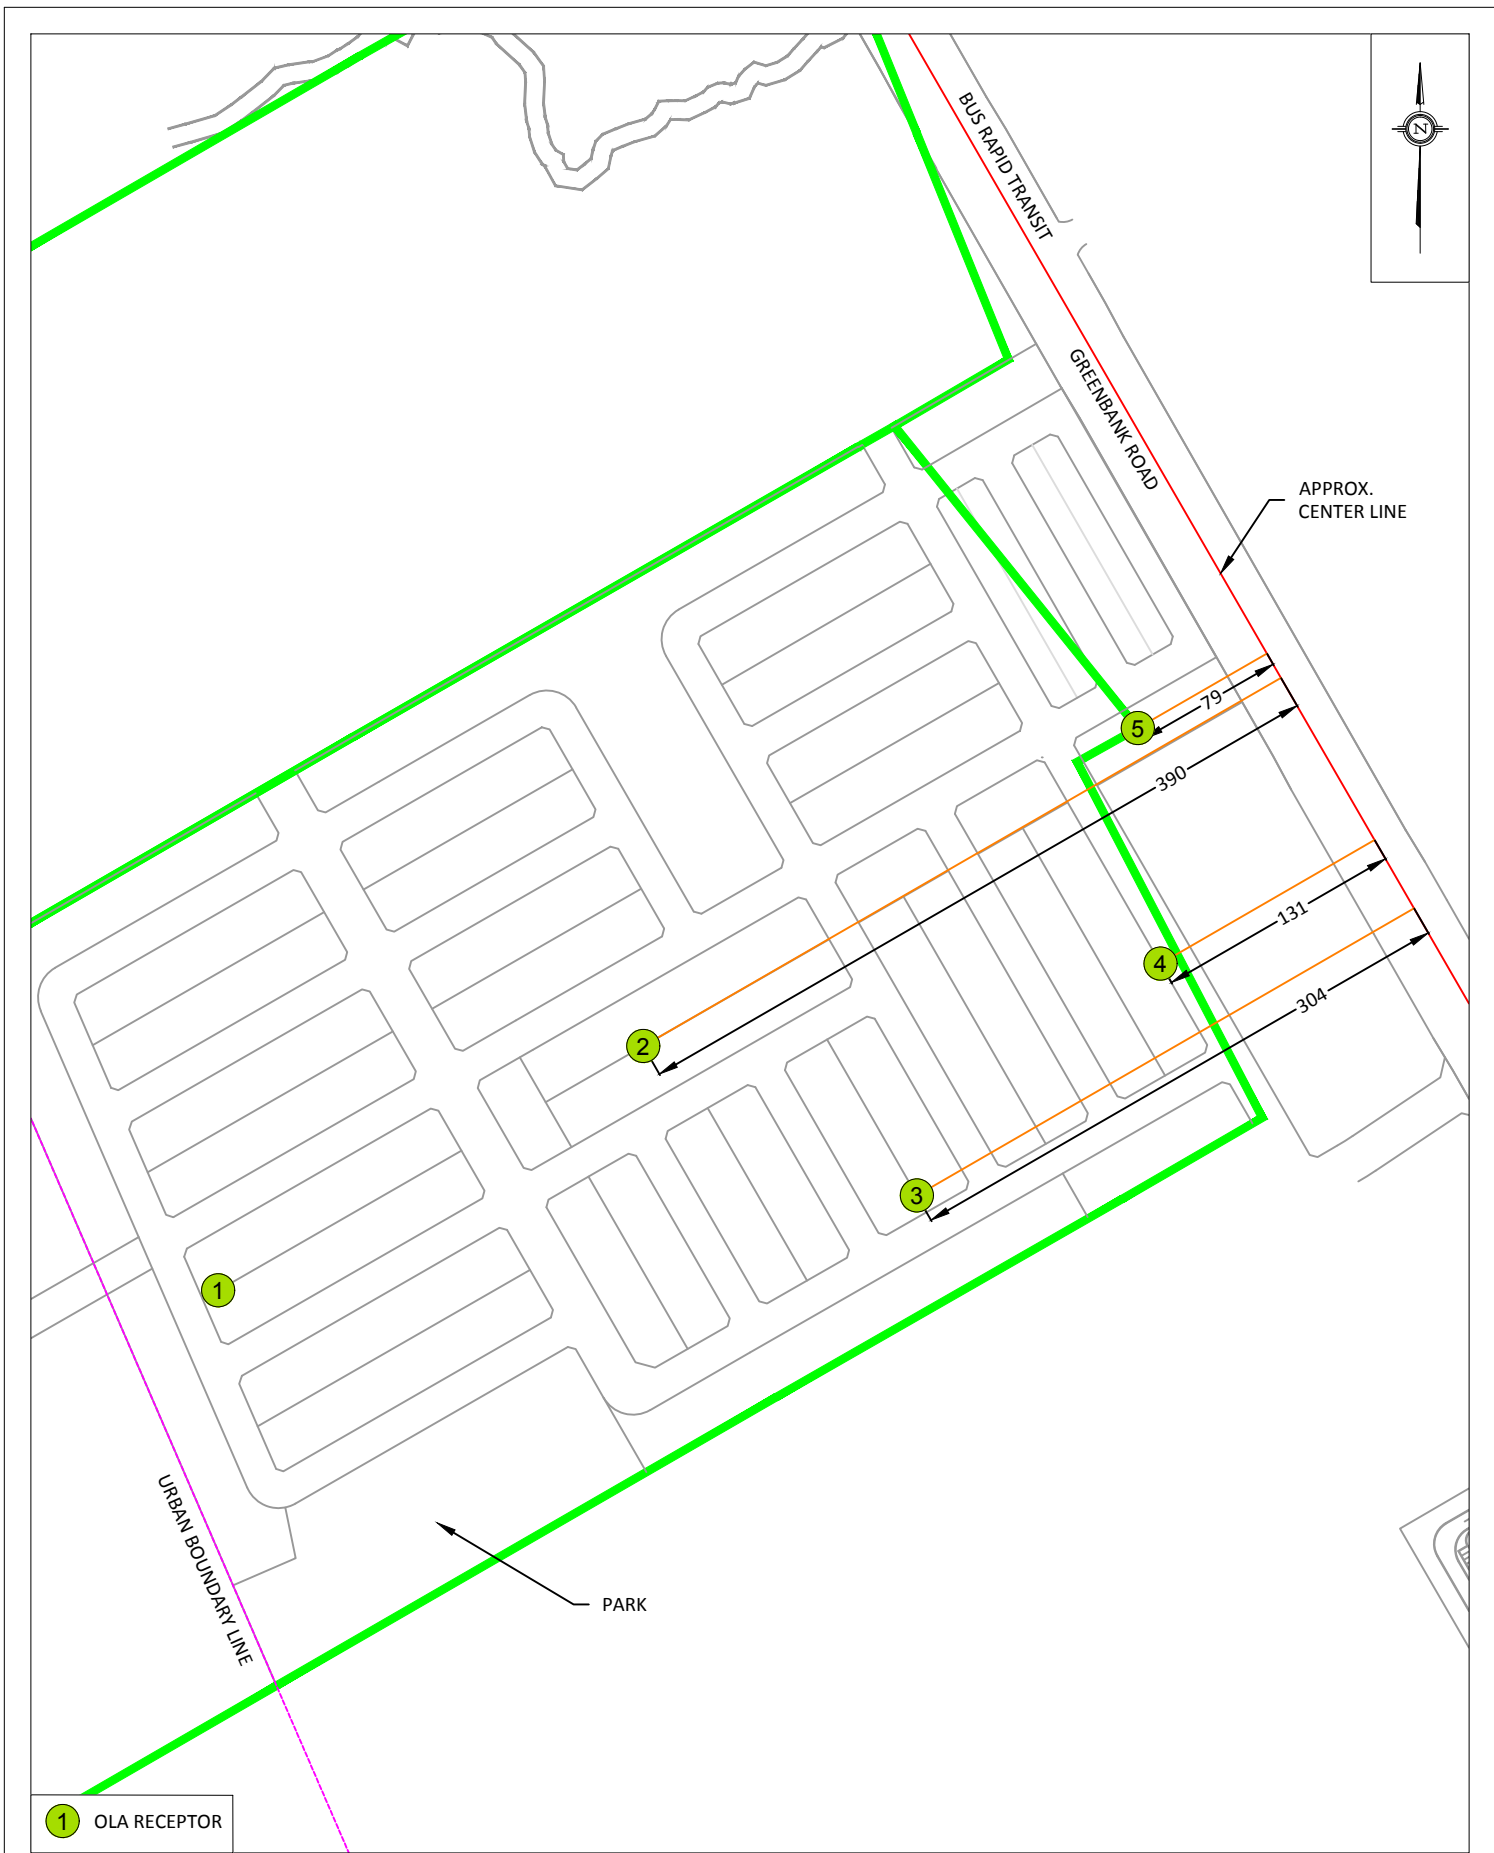 N
BUS RAPID TRANSIT
GREENBANK ROAD
APPROX.
CENTER LINE
79
5
390
131
4
304
2
3
1
URBAN BOUNDARY LINE
PARK
1 OLA RECEPTOR